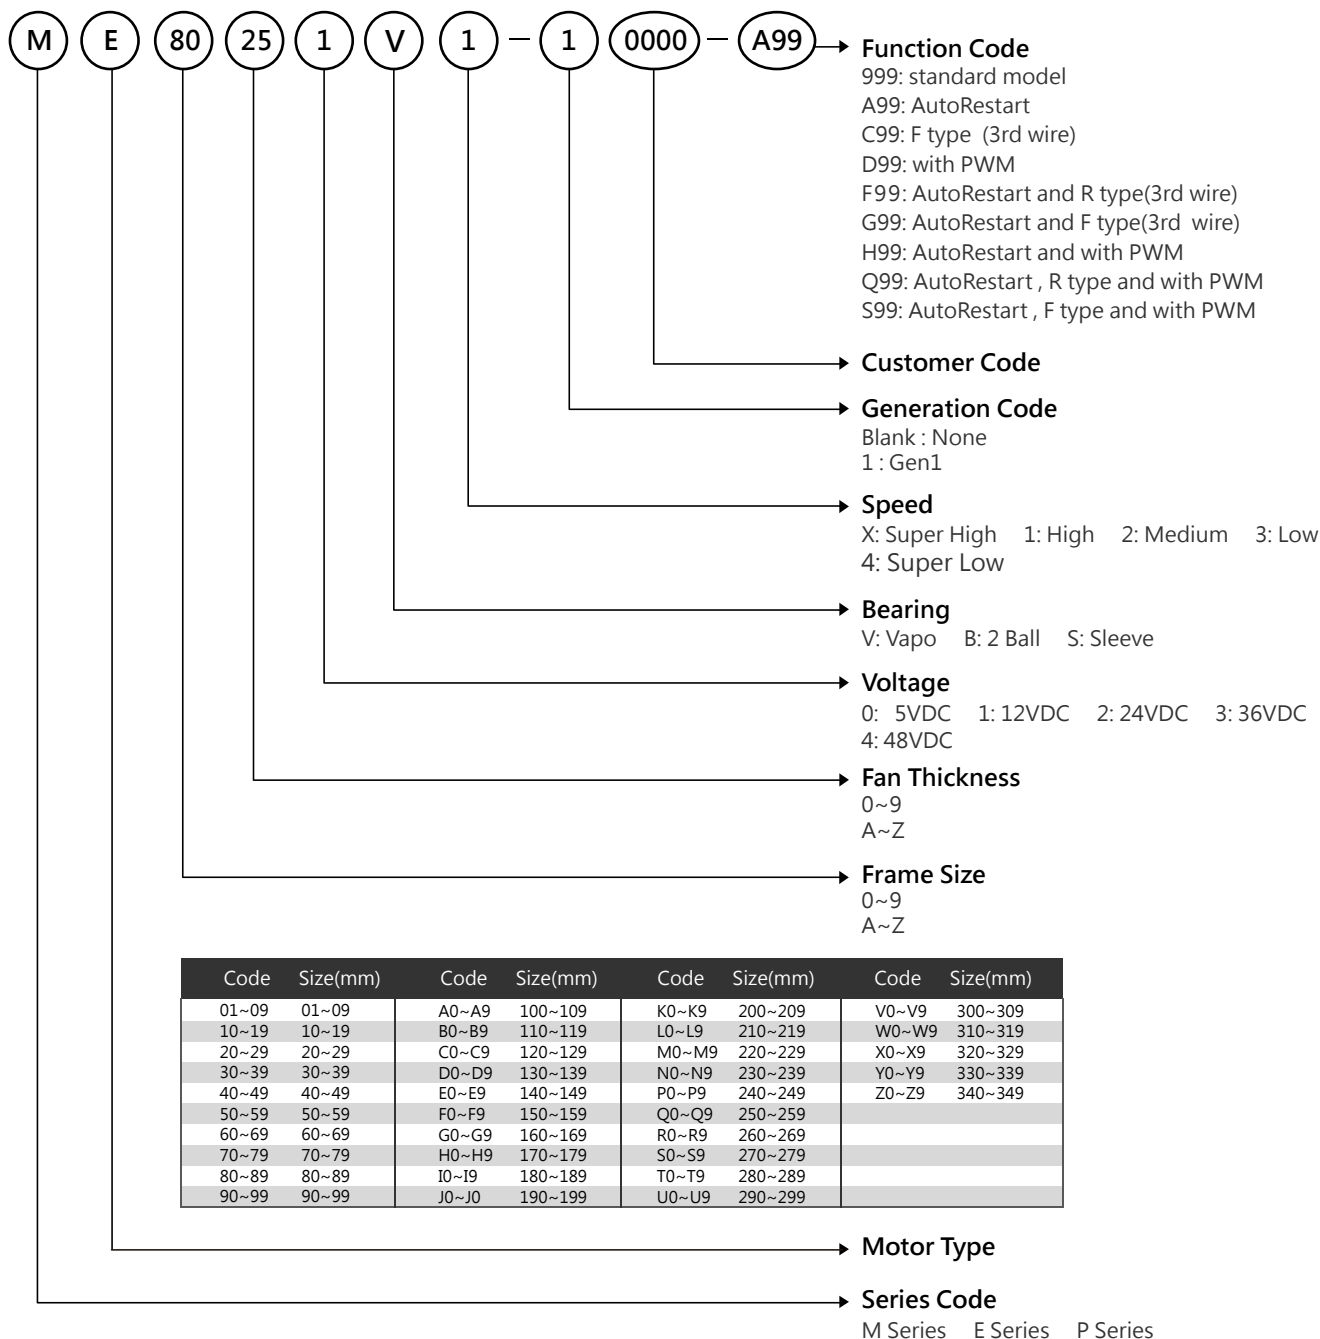 M E 80 25 1 V 1 — 1 0000 — A99
Function Code
999: standard model
A99: AutoRestart
C99: F type (3rd wire)
D99: with PWM
F99: AutoRestart and R type(3rd wire)
G99: AutoRestart and F type(3rd wire)
H99: AutoRestart and with PWM
Q99: AutoRestart , R type and with PWM
S99: AutoRestart , F type and with PWM
Customer Code
Generation Code
Blank : None
1 : Gen1
Speed
X: Super High 1: High 2: Medium 3: Low
4: Super Low
Bearing
V: Vapo B: 2 Ball S: Sleeve
Voltage
0: 5VDC 1: 12VDC 2: 24VDC 3: 36VDC
4: 48VDC
Fan Thickness
0~9
A~Z
Frame Size
0~9
A~Z
Code Size(mm) Code Size(mm) Code Size(mm) Code Size(mm)
01~09 01~09 A0~A9 100~109 K0~K9 200~209 V0~V9 300~309
10~19 10~19 B0~B9 110~119 L0~L9 210~219 W0~W9 310~319
20~29 20~29 C0~C9 120~129 M0~M9 220~229 X0~X9 320~329
30~39 30~39 D0~D9 130~139 N0~N9 230~239 Y0~Y9 330~339
40~49 40~49 E0~E9 140~149 P0~P9 240~249 Z0~Z9 340~349
50~59 50~59 F0~F9 150~159 Q0~Q9 250~259
60~69 60~69 G0~G9 160~169 R0~R9 260~269
70~79 70~79 H0~H9 170~179 S0~S9 270~279
80~89 80~89 I0~I9 180~189 T0~T9 280~289
90~99 90~99 J0~J0 190~199 U0~U9 290~299
Motor Type
Series Code
M Series E Series P Series